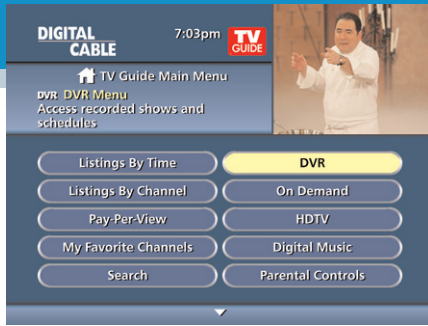 DIGITAL
CABLE
7:03pm
TV
GUIDE
TV Guide Main Menu
DVR DVR Menu
Access recorded shows and
schedules
Listings By Time
DVR
Listings By Channel
On Demand
Pay-Per-View
HDTV
My Favorite Channels
Digital Music
Search
Parental Controls